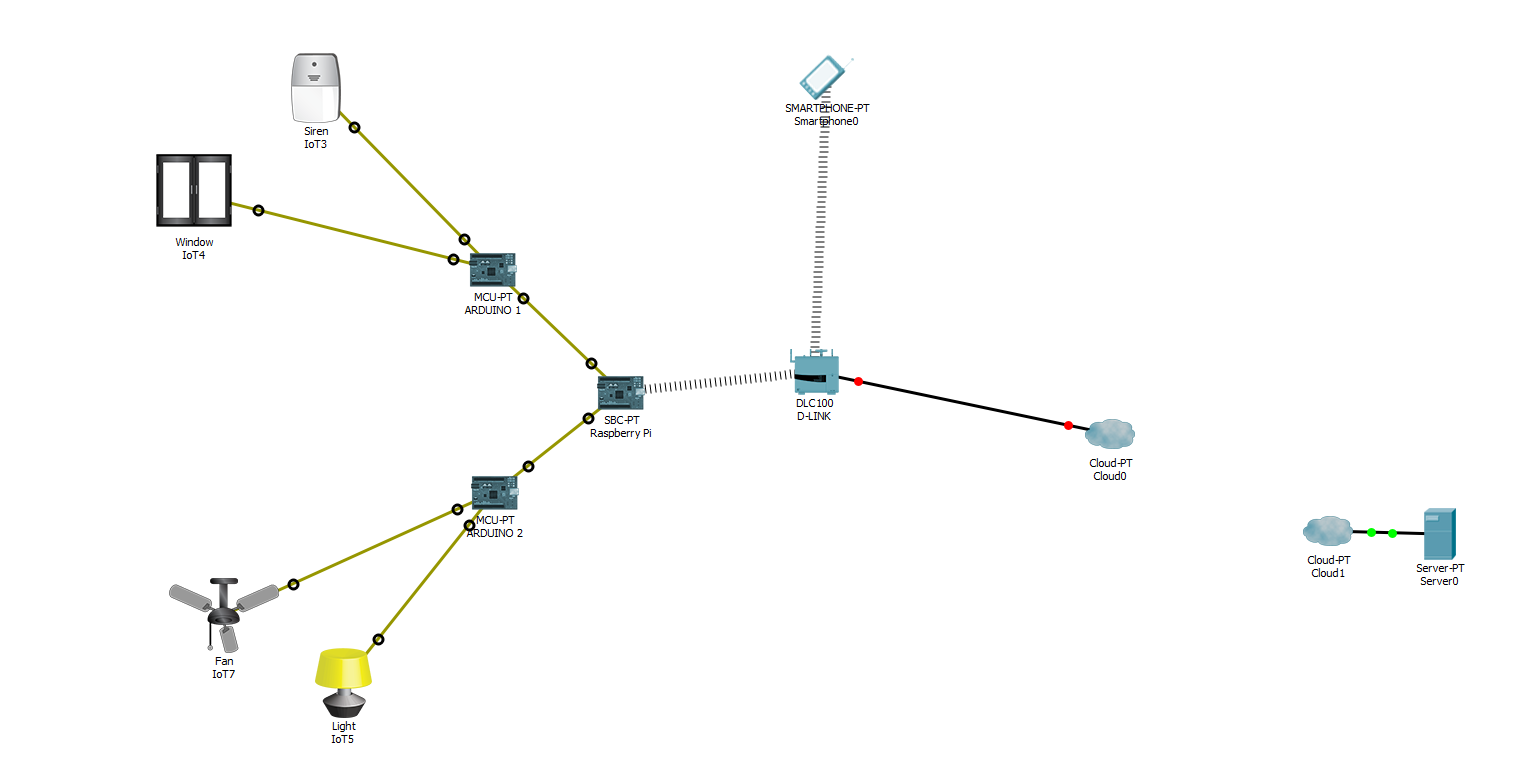 SMARTPHONE-PT
Smartphone0
Siren
IoT3
Window
IoT4
MCU-PT
ARDUINO 1
DLC100
D-LINK
SBC-PT
Raspberry Pi
Cloud-PT
Cloud0
MCU-PT
ARDUINO 2
Cloud-PT
Cloud1
Server-PT
Server0
Fan
IoT7
Light
IoT5